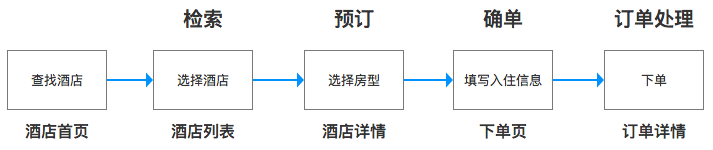 检索
预订
确单
订单处理
查找酒店
选择酒店
选择房型
填写入住信息
下单
酒店首页
酒店列表
酒店详情
下单页
订单详情